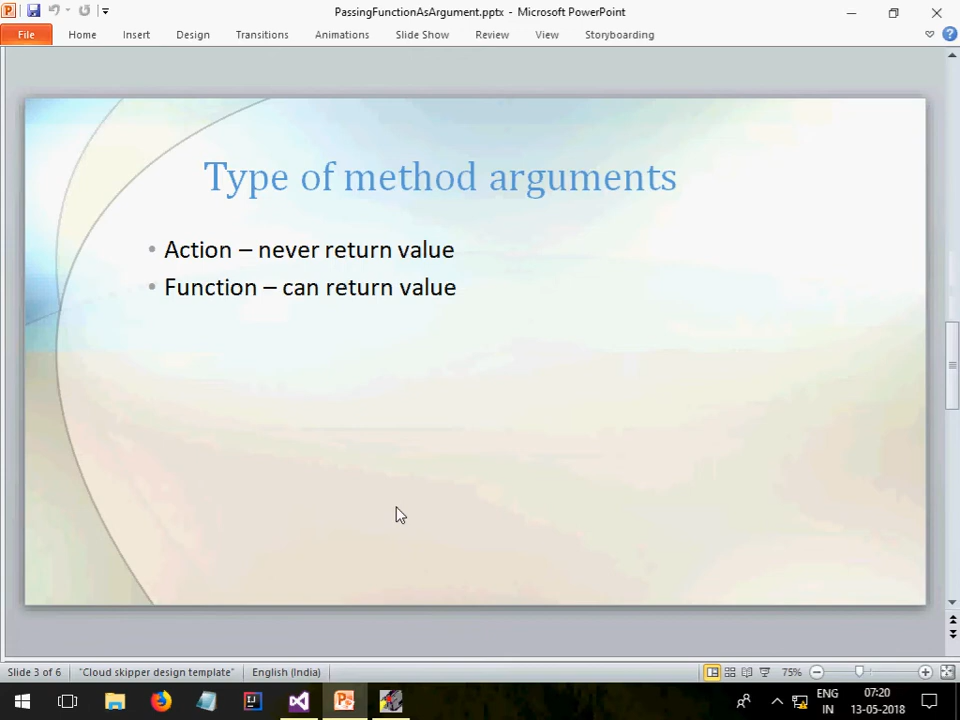 PassingFunctionAsArgument.pptx - Microsoft PowerPoint
File Home Insert Design Transitions Animations Slide Show Review View Storyboarding
Type of method arguments
• Action – never return value
• Function – can return value
Slide 3 of 6 "Cloud skipper design template" English (India) 75%
ENG 07:20
IN 13-05-2018